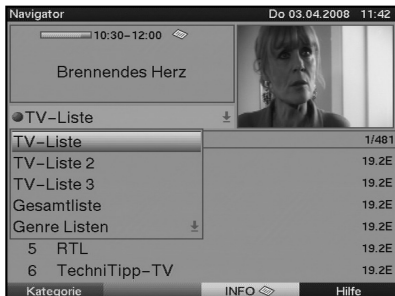 Navigator Do 03.04.2008 11:42
10:30-12:00
Brennendes Herz
TV-Liste
TV-Liste 1/481
TV-Liste 2 19.2E
TV-Liste 3 19.2E
Gesamtliste 19.2E
Genre Listen 19.2E
5 RTL 19.2E
6 TechniTipp-TV 19.2E
Kategorie INFO Hilfe